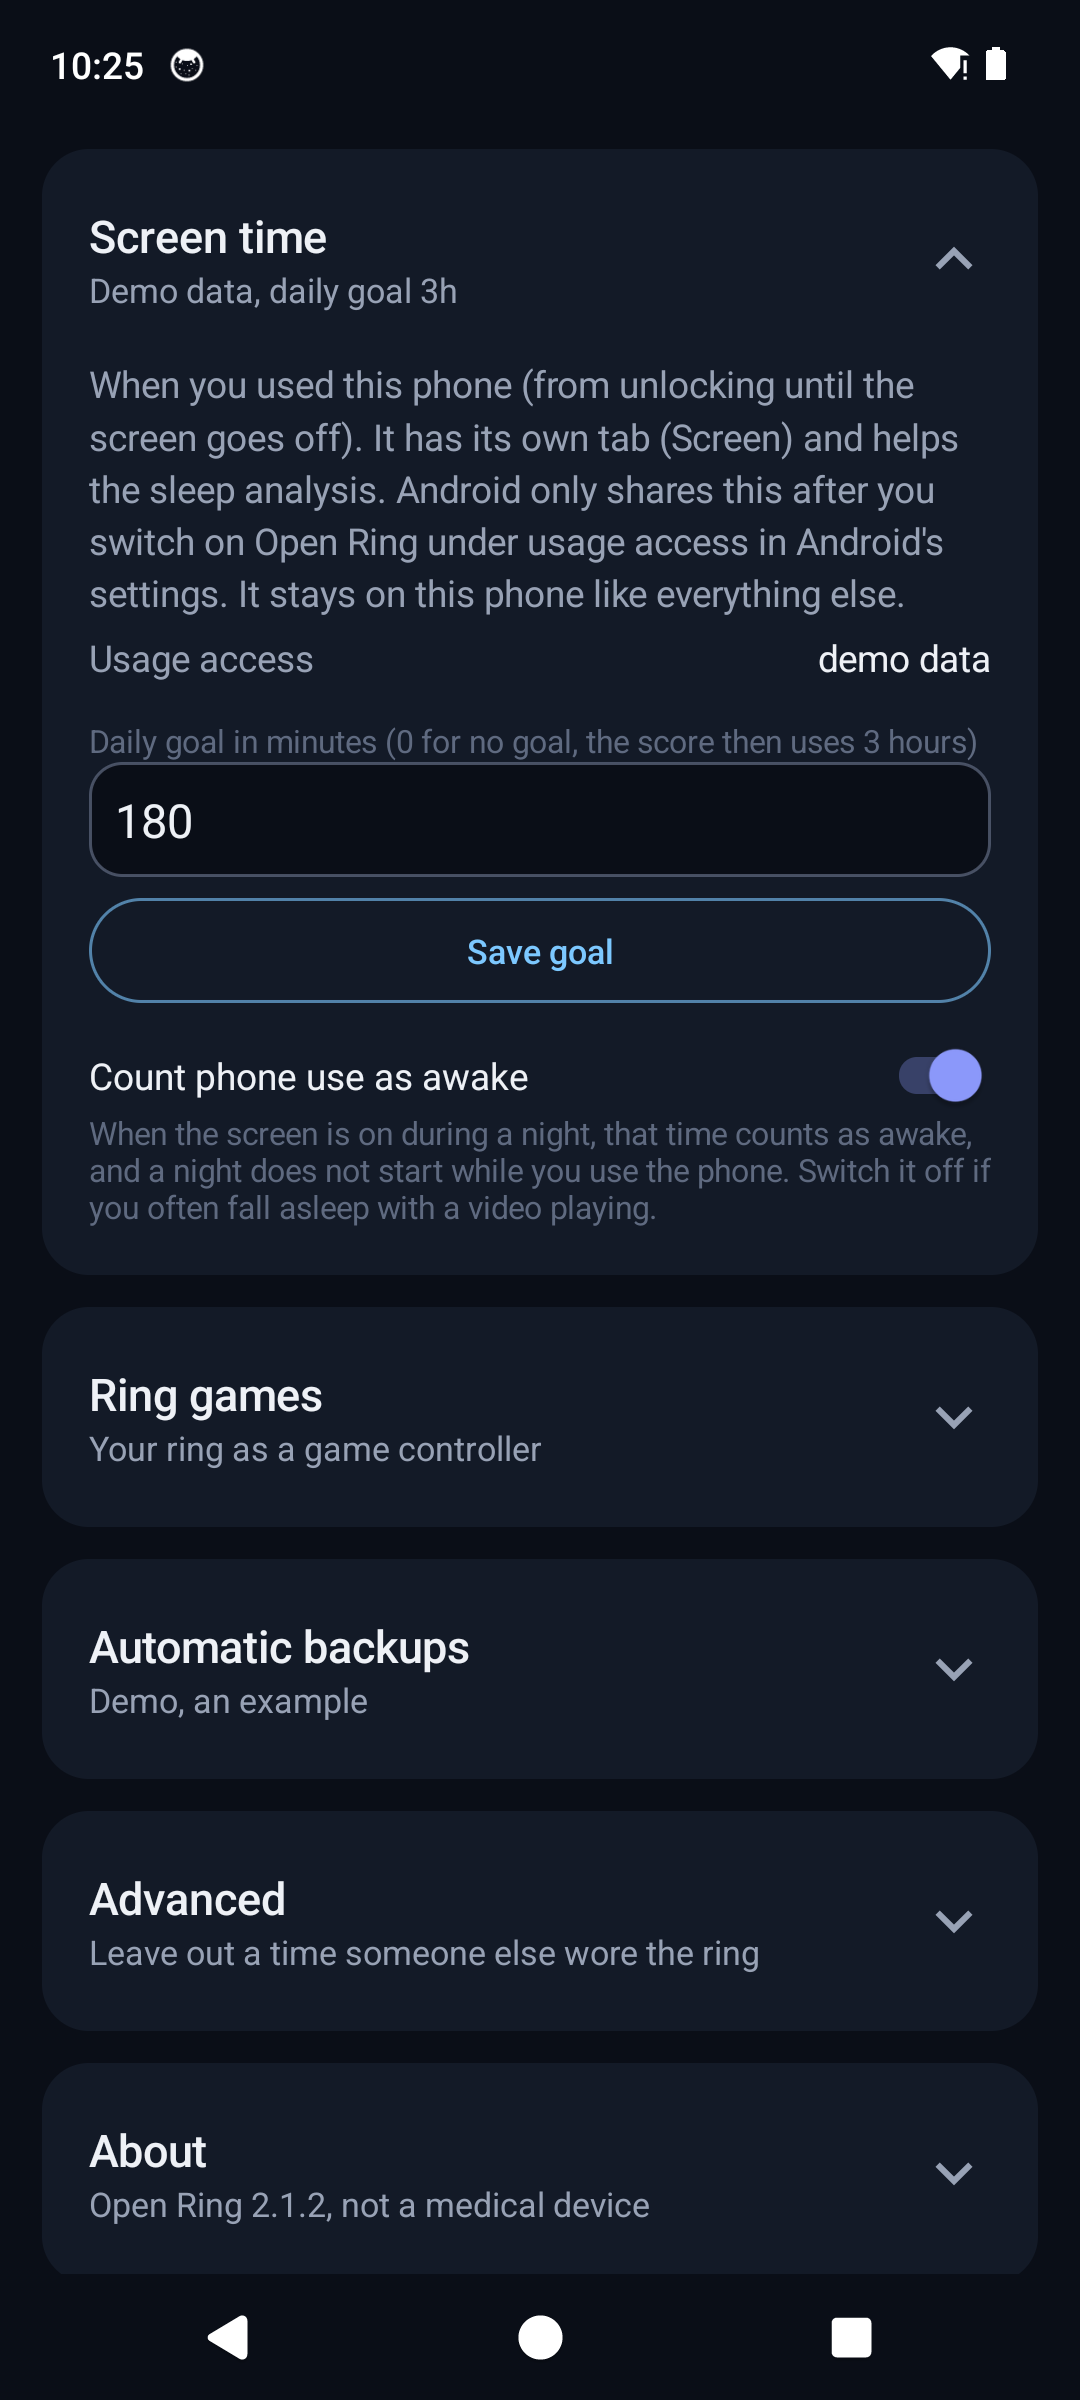 10:25
Screen time
Demo data, daily goal 3h
When you used this phone (from unlocking until the
screen goes off). It has its own tab (Screen) and helps
the sleep analysis. Android only shares this after you
switch on Open Ring under usage access in Android's
settings. It stays on this phone like everything else.
Usage access demo data
Daily goal in minutes (0 for no goal, the score then uses 3 hours)
180
Save goal
Count phone use as awake
When the screen is on during a night, that time counts as awake,
and a night does not start while you use the phone. Switch it off if
you often fall asleep with a video playing.
Ring games
Your ring as a game controller
Automatic backups
Demo, an example
Advanced
Leave out a time someone else wore the ring
About
Open Ring 2.1.2, not a medical device